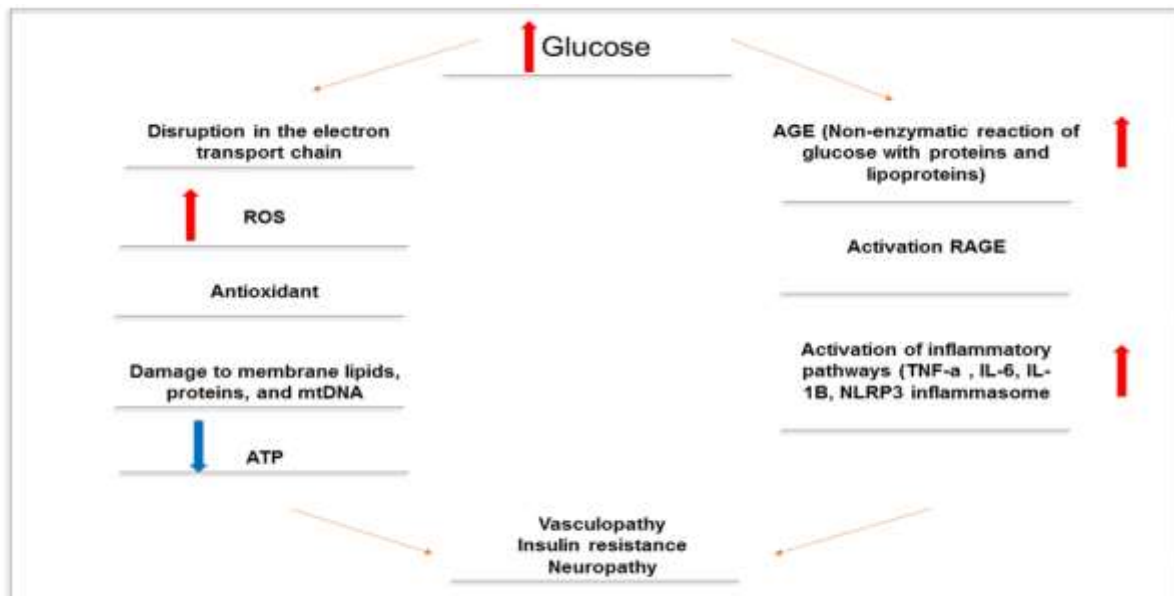 Glucose
Disruption in the electron
transport chain
ROS
Antioxidant
Damage to membrane lipids,
proteins, and mtDNA
ATP
AGE (Non-enzymatic reaction of
glucose with proteins and
lipoproteins)
Activation RAGE
Activation of inflammatory
pathways (TNF-a , IL-6, IL-
1B, NLRP3 inflammasome
Vasculopathy
Insulin resistance
Neuropathy